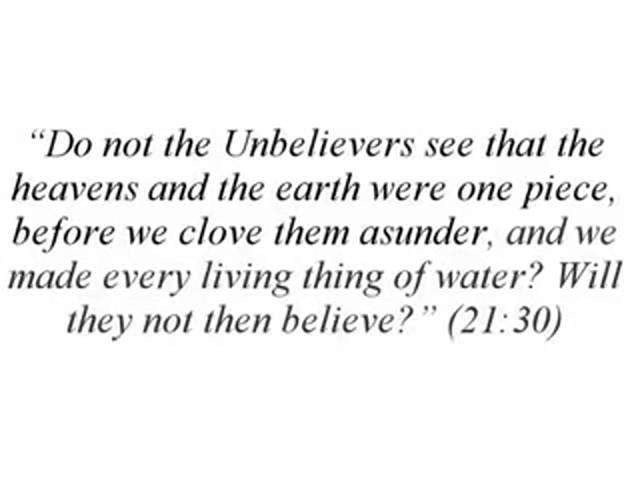 “Do not the Unbelievers see that the
heavens and the earth were one piece,
before we clove them asunder, and we
made every living thing of water? Will
they not then believe?” (21:30)